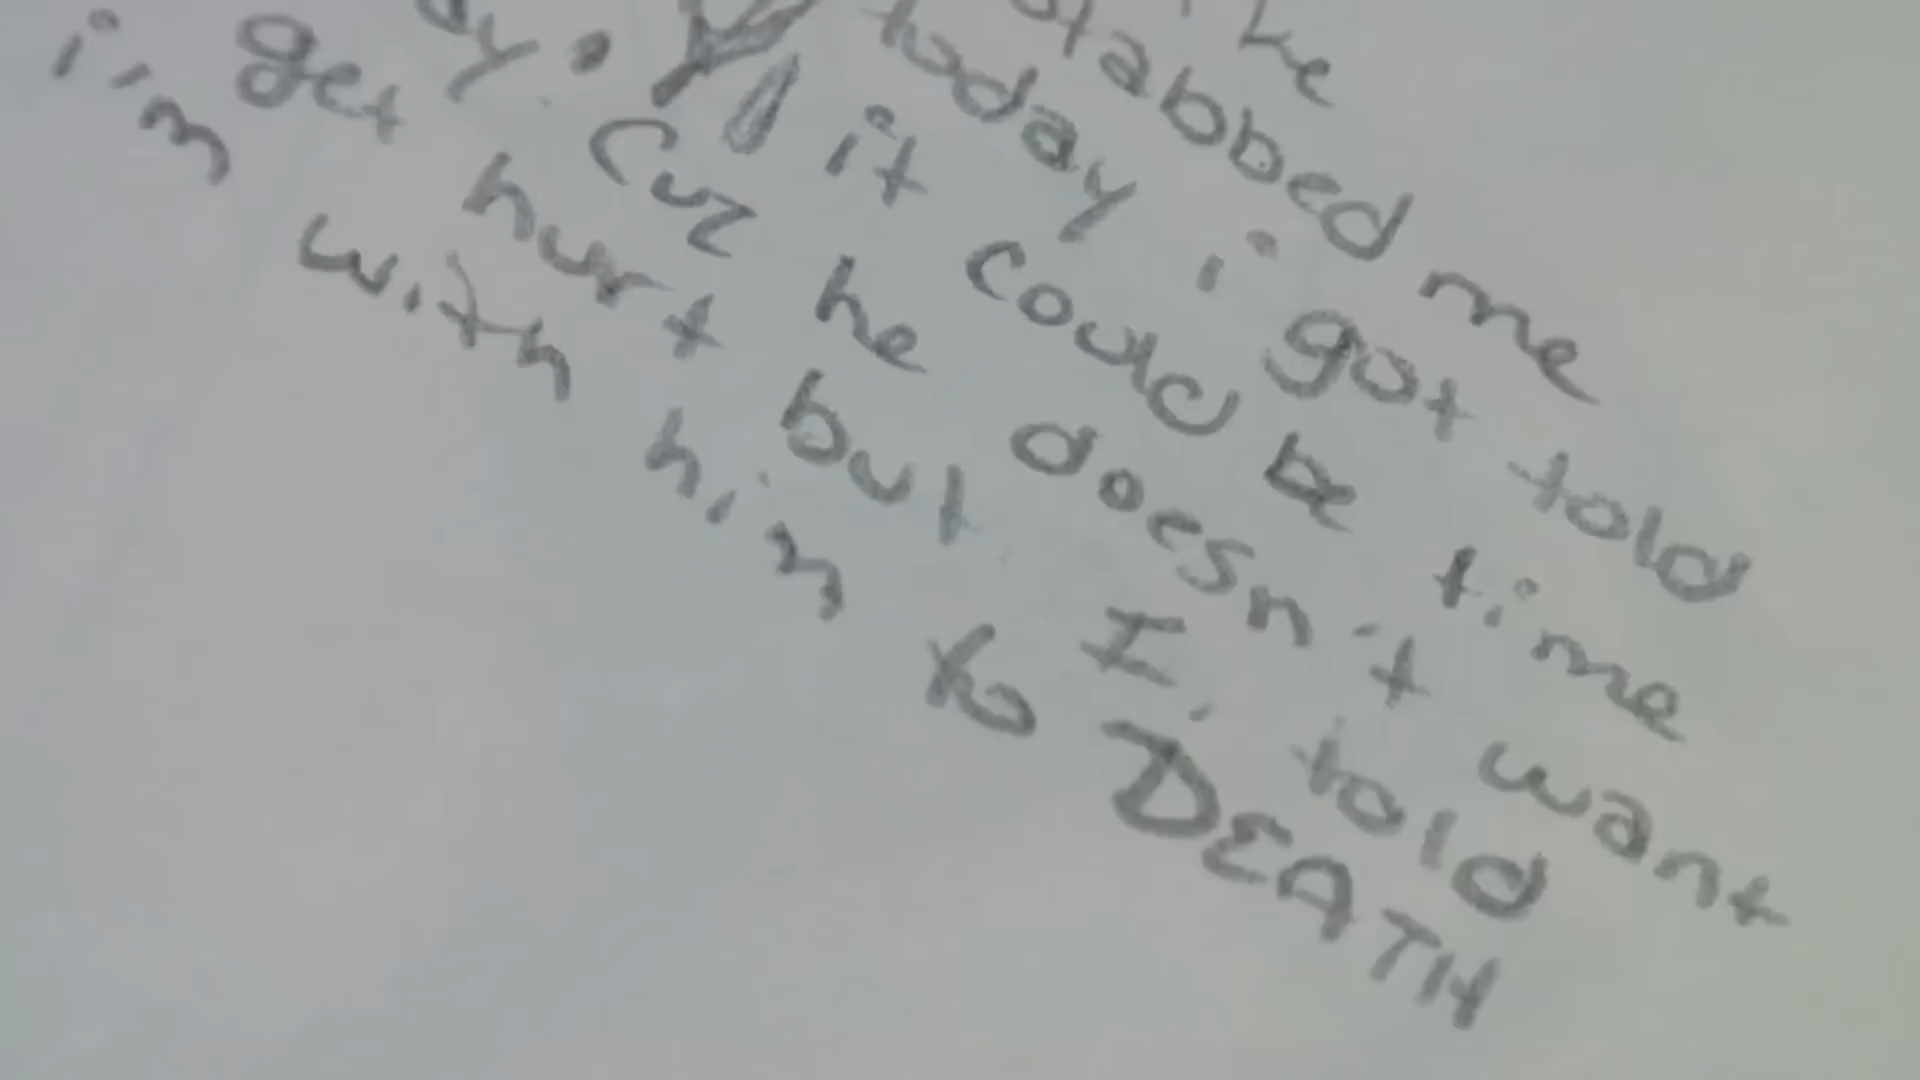 stabbed me
today i got told
it could be time
Cuz he doesn't want
get hurt but I told
i'm with him to DEATH